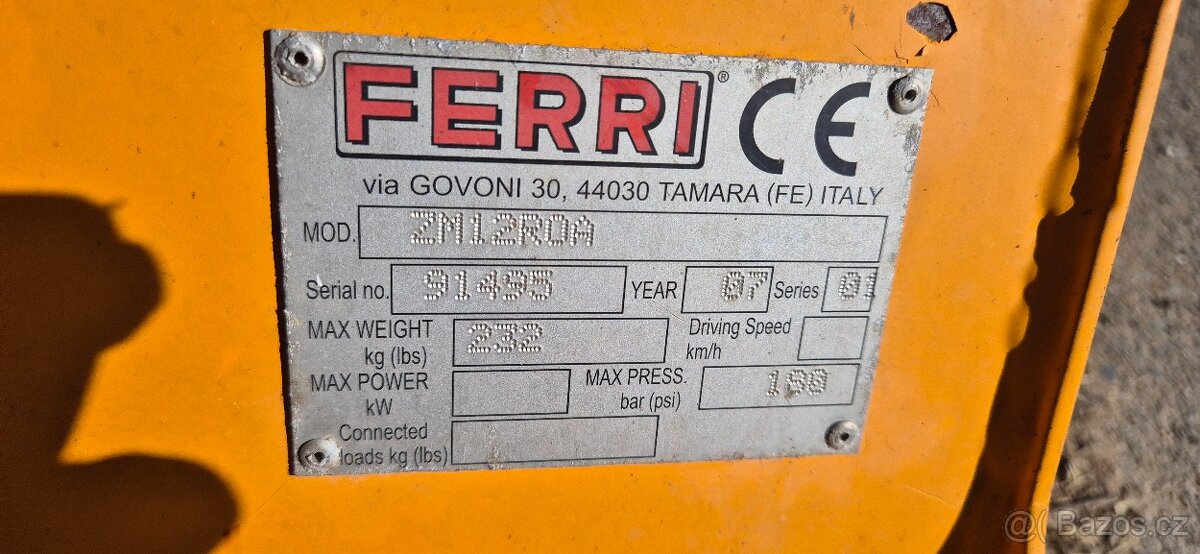 FERRI® CE
via GOVONI 30, 44030 TAMARA (FE) ITALY
MOD. ZM12ROA
Serial no. 91495 YEAR 07 Series 01
MAX WEIGHT kg (lbs) 232 Driving Speed km/h
MAX POWER kW MAX PRESS. bar (psi) 180
Connected loads kg (lbs)
@( Bazos.cz